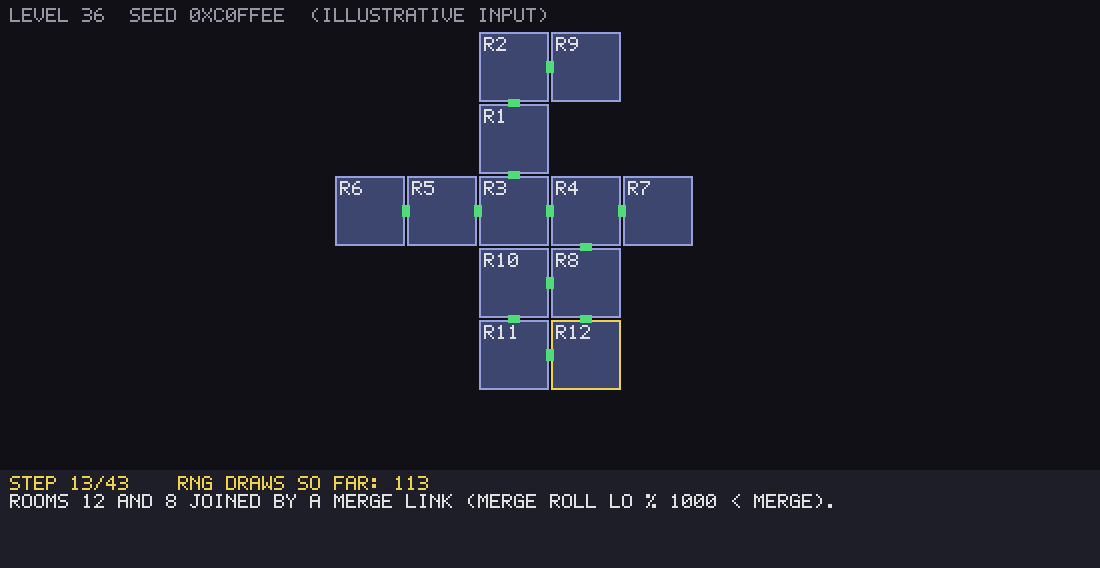 LEVEL 36 SEED 0XC0FFEE (ILLUSTRATIVE INPUT)
R2 R9
R1
R6 R5 R3 R4 R7
R10 R8
R11 R12
STEP 13/43 RNG DRAWS SO FAR: 113
ROOMS 12 AND 8 JOINED BY A MERGE LINK (MERGE ROLL LO % 1000 < MERGE).